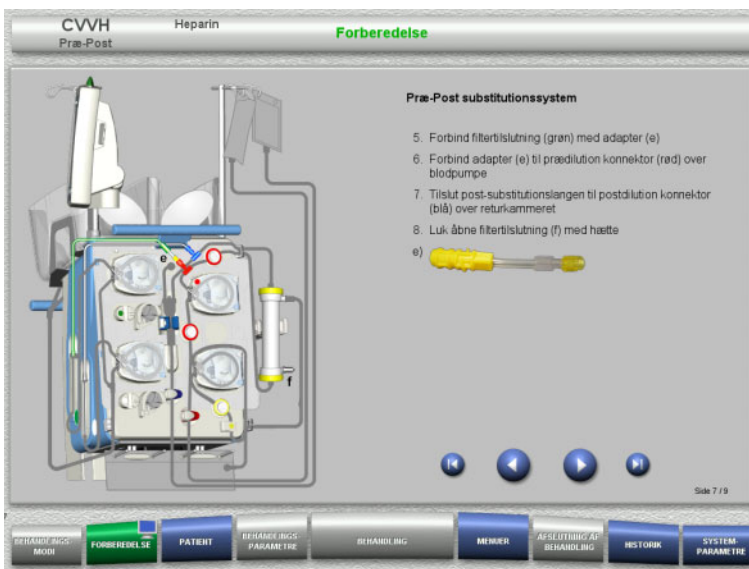 CVVH
Præ-Post
Heparin
Forberedelse
Præ-Post substitutionssystem
5. Forbind filtertilslutning (grøn) med adapter (e)
6. Forbind adapter (e) til prædilution konnektor (rød) over
blodpumpe
7. Tilslut post-substitutionslangen til postdilution konnektor
(blå) over returkammeret
8. Luk åbne filtertilslutning (f) med hætte
e)
e
f
Side 7 / 9
BEHANDLINGS-
MODI
FORBEREDELSE
PATIENT
BEHANDLINGS-
PARAMETRE
BEHANDLING
MENUER
AFSLUTNING AF
BEHANDLING
HISTORIK
SYSTEM-
PARAMETRE